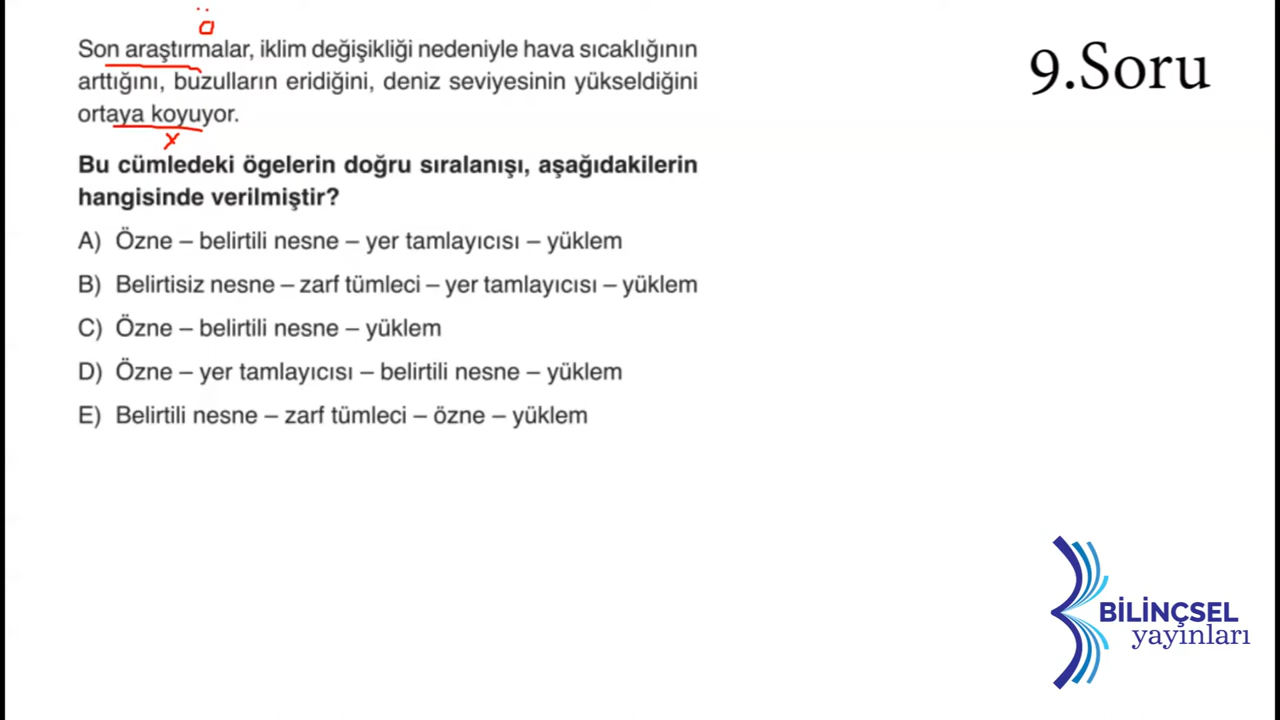 Ö
Son araştırmalar, iklim değişikliği nedeniyle hava sıcaklığının
arttığını, buzulların eridiğini, deniz seviyesinin yükseldiğini
ortaya koyuyor.
x
Bu cümledeki ögelerin doğru sıralanışı, aşağıdakilerin
hangisinde verilmiştir?
A) Özne – belirtili nesne – yer tamlayıcısı – yüklem
B) Belirtisiz nesne – zarf tümleci – yer tamlayıcısı – yüklem
C) Özne – belirtili nesne – yüklem
D) Özne – yer tamlayıcısı – belirtili nesne – yüklem
E) Belirtili nesne – zarf tümleci – özne – yüklem
9.Soru
BİLİNÇSEL
yayınları